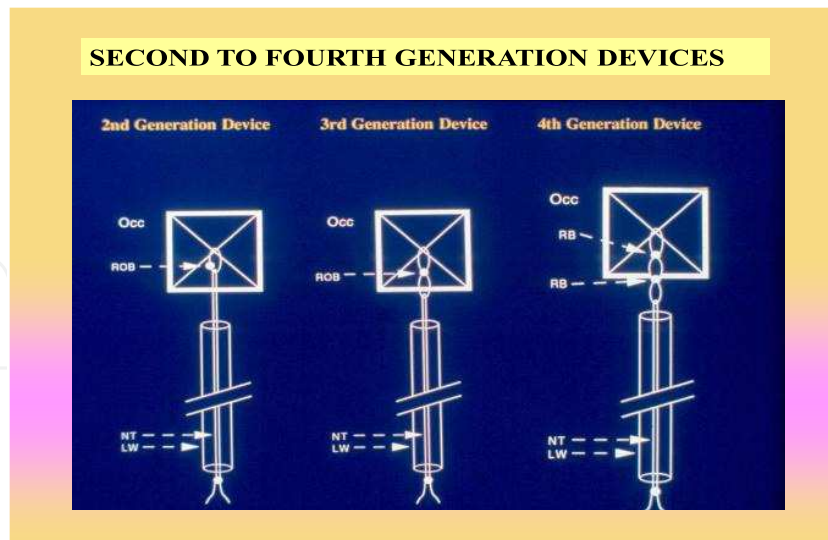 SECOND TO FOURTH GENERATION DEVICES
2nd Generation Device
3rd Generation Device
4th Generation Device
Occ
ROB
NT
LW
Occ
ROB
NT
LW
Occ
RB
RB
NT
LW